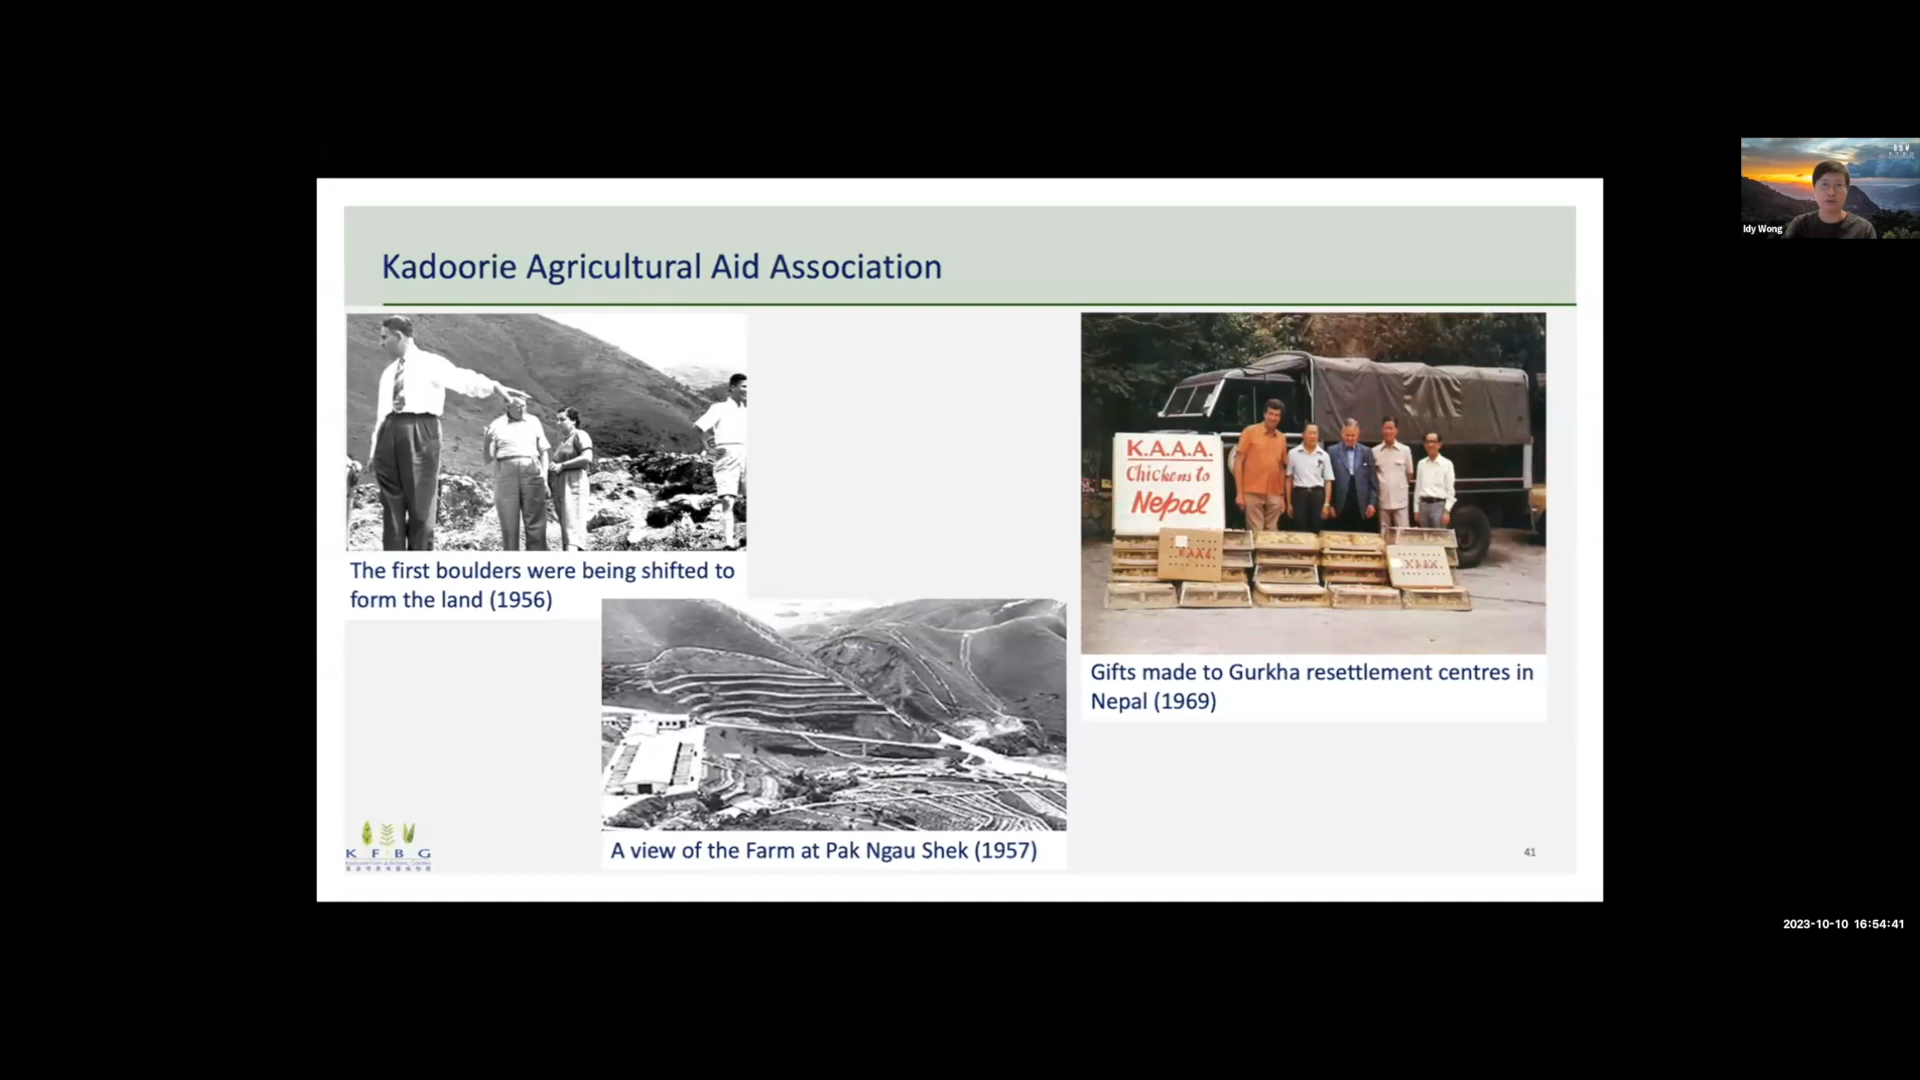 Kadoorie Agricultural Aid Association
The first boulders were being shifted to
form the land (1956)
K.A.A.A.
Chickens to
Nepal
Gifts made to Gurkha resettlement centres in
Nepal (1969)
A view of the Farm at Pak Ngau Shek (1957)
K F B G
41
Idy Wong
2023-10-10 16:54:41